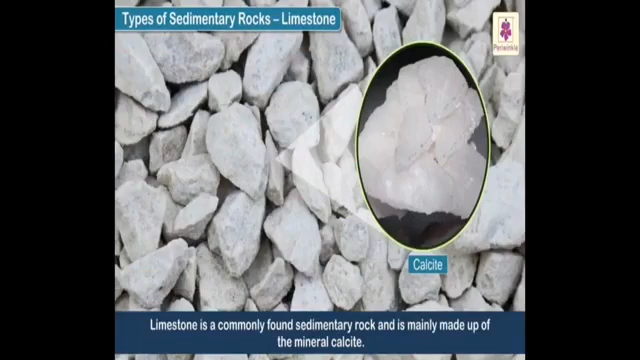 Types of Sedimentary Rocks – Limestone
Periwinkle
Calcite
Limestone is a commonly found sedimentary rock and is mainly made up of
the mineral calcite.